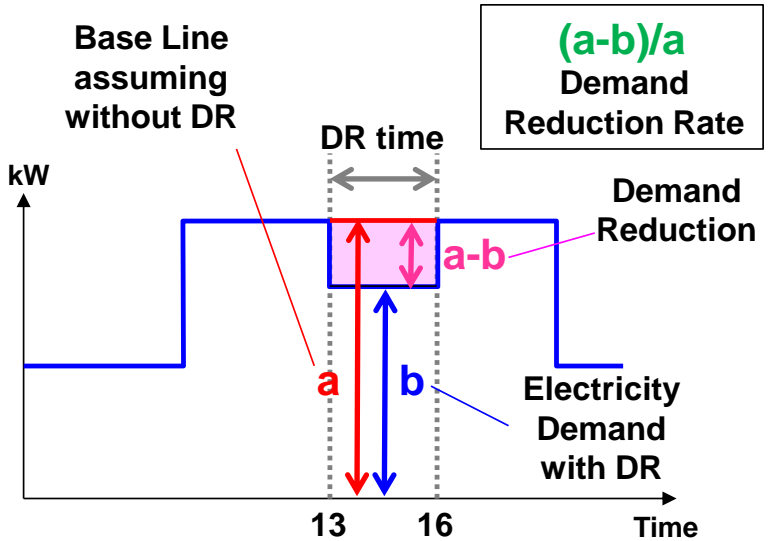 Base Line
assuming
without DR
(a-b)/a
Demand
Reduction Rate
DR time
kW
Demand
Reduction
a-b
a
b
Electricity
Demand
with DR
13
16
Time